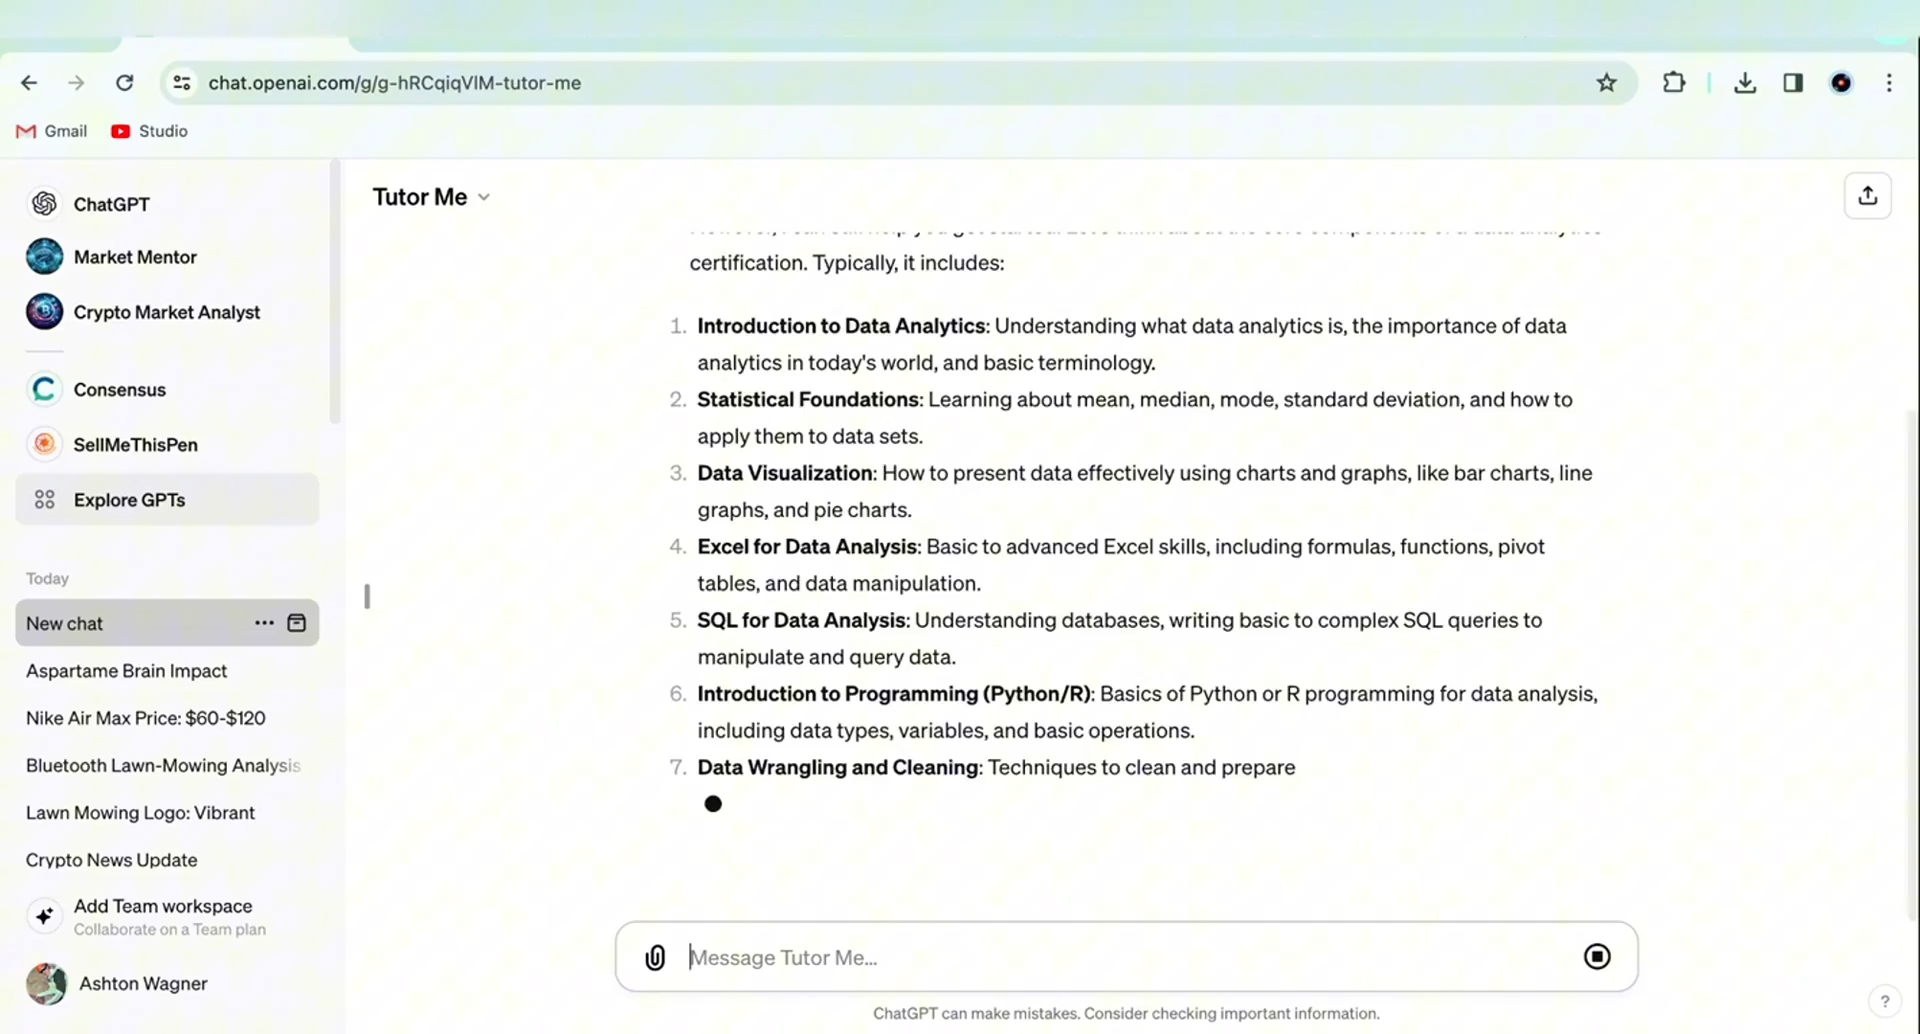 chat.openai.com/g/g-hRCqiqVlM-tutor-me
Gmail
Studio
ChatGPT
Market Mentor
Crypto Market Analyst
Consensus
SellMeThisPen
Explore GPTs
Today
New chat
Aspartame Brain Impact
Nike Air Max Price: $60-$120
Bluetooth Lawn-Mowing Analysis
Lawn Mowing Logo: Vibrant
Crypto News Update
Add Team workspace
Collaborate on a Team plan
Ashton Wagner
Tutor Me
certification. Typically, it includes:
1. Introduction to Data Analytics: Understanding what data analytics is, the importance of data
analytics in today's world, and basic terminology.
2. Statistical Foundations: Learning about mean, median, mode, standard deviation, and how to
apply them to data sets.
3. Data Visualization: How to present data effectively using charts and graphs, like bar charts, line
graphs, and pie charts.
4. Excel for Data Analysis: Basic to advanced Excel skills, including formulas, functions, pivot
tables, and data manipulation.
5. SQL for Data Analysis: Understanding databases, writing basic to complex SQL queries to
manipulate and query data.
6. Introduction to Programming (Python/R): Basics of Python or R programming for data analysis,
including data types, variables, and basic operations.
7. Data Wrangling and Cleaning: Techniques to clean and prepare
Message Tutor Me...
ChatGPT can make mistakes. Consider checking important information.
?